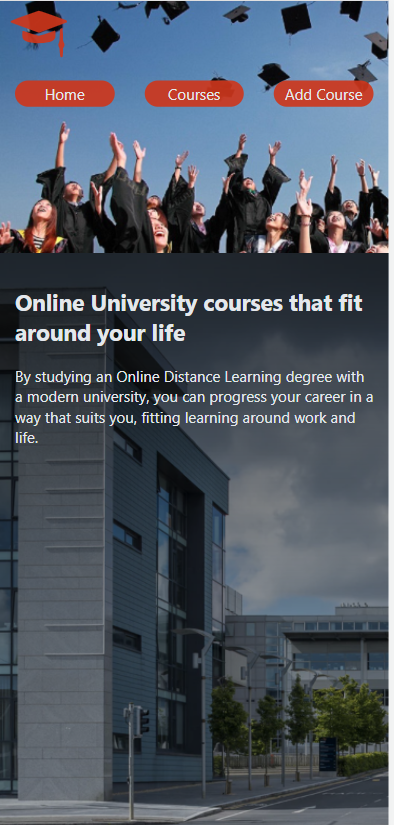 Home
Courses
Add Course
Online University courses that fit
around your life
By studying an Online Distance Learning degree with
a modern university, you can progress your career in a
way that suits you, fitting learning around work and
life.